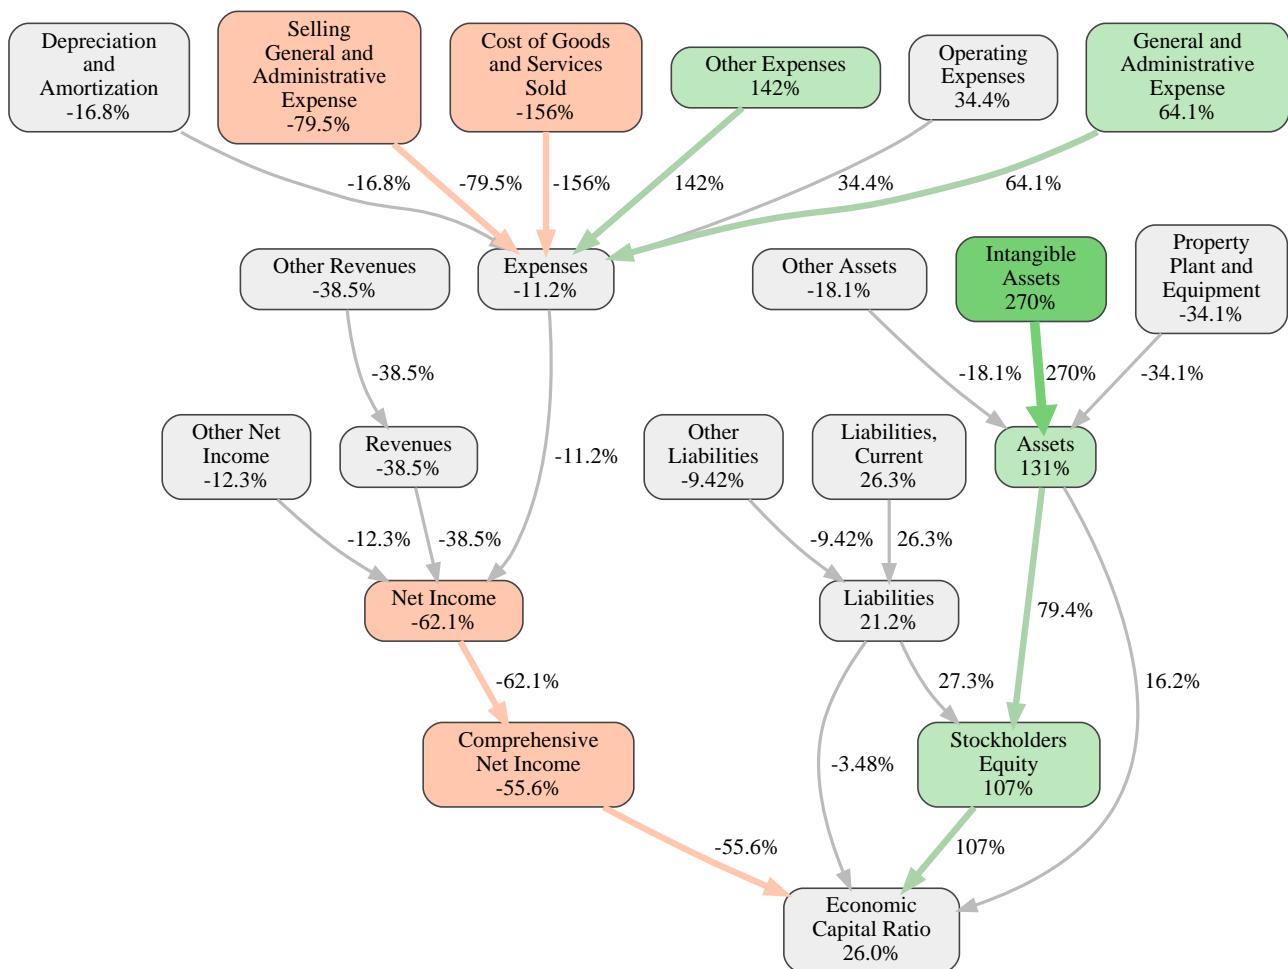 Depreciation
and
Amortization
-16.8%
Selling
General and
Administrative
Expense
-79.5%
Cost of Goods
and Services
Sold
-156%
Other Expenses
142%
Operating
Expenses
34.4%
General and
Administrative
Expense
64.1%
-16.8%
-79.5%
-156%
142%
34.4%
64.1%
Other Revenues
-38.5%
Expenses
-11.2%
Other Assets
-18.1%
Intangible
Assets
270%
Property
Plant and
Equipment
-34.1%
-38.5%
-18.1%
270%
-34.1%
Other Net
Income
-12.3%
Revenues
-38.5%
-11.2%
Other
Liabilities
-9.42%
Liabilities,
Current
26.3%
Assets
131%
-12.3%
-38.5%
-9.42%
26.3%
Net Income
-62.1%
Liabilities
21.2%
79.4%
-62.1%
27.3%
16.2%
Comprehensive
Net Income
-55.6%
-3.48%
Stockholders
Equity
107%
-55.6%
107%
Economic
Capital Ratio
26.0%